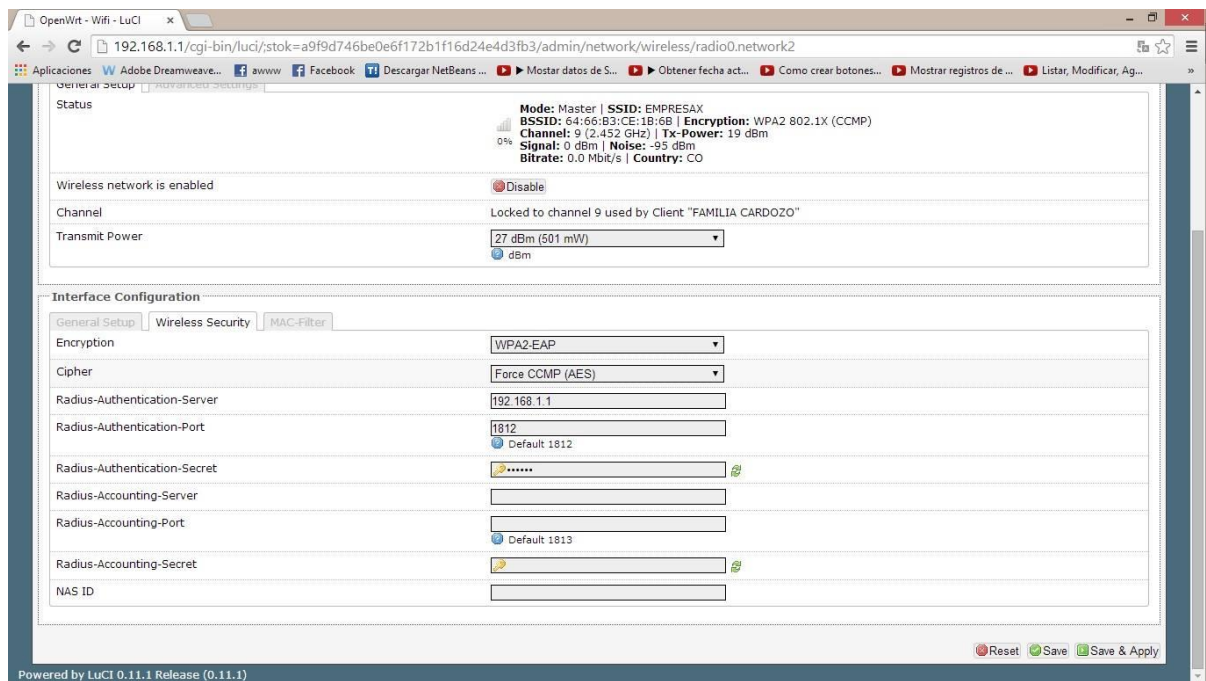 OpenWrt - Wifi - LuCI
192.168.1.1/cgi-bin/luci/;stok=a9f9d746be0e6f172b1f16d24e4d3fb3/admin/network/wireless/radio0.network2
Aplicaciones W Adobe Dreamweave... awww Facebook Descargar NetBeans ... ▶ Mostar datos de S... ▶ Obtener fecha act... Como crear botones... Mostrar registros de ... Listar, Modificar, Ag... »
General Setup Advanced Settings
Status
Mode: Master | SSID: EMPRESAX
BSSID: 64:66:B3:CE:1B:6B | Encryption: WPA2 802.1X (CCMP)
Channel: 9 (2.452 GHz) | Tx-Power: 19 dBm
0% Signal: 0 dBm | Noise: -95 dBm
Bitrate: 0.0 Mbit/s | Country: CO
Wireless network is enabled Disable
Channel Locked to channel 9 used by Client "FAMILIA CARDOZO"
Transmit Power 27 dBm (501 mW)
dBm
Interface Configuration
General Setup Wireless Security MAC-Filter
Encryption WPA2-EAP
Cipher Force CCMP (AES)
Radius-Authentication-Server 192.168.1.1
Radius-Authentication-Port 1812
Default 1812
Radius-Authentication-Secret ••••••
Radius-Accounting-Server
Radius-Accounting-Port
Default 1813
Radius-Accounting-Secret
NAS ID
Reset Save Save & Apply
Powered by LuCI 0.11.1 Release (0.11.1)